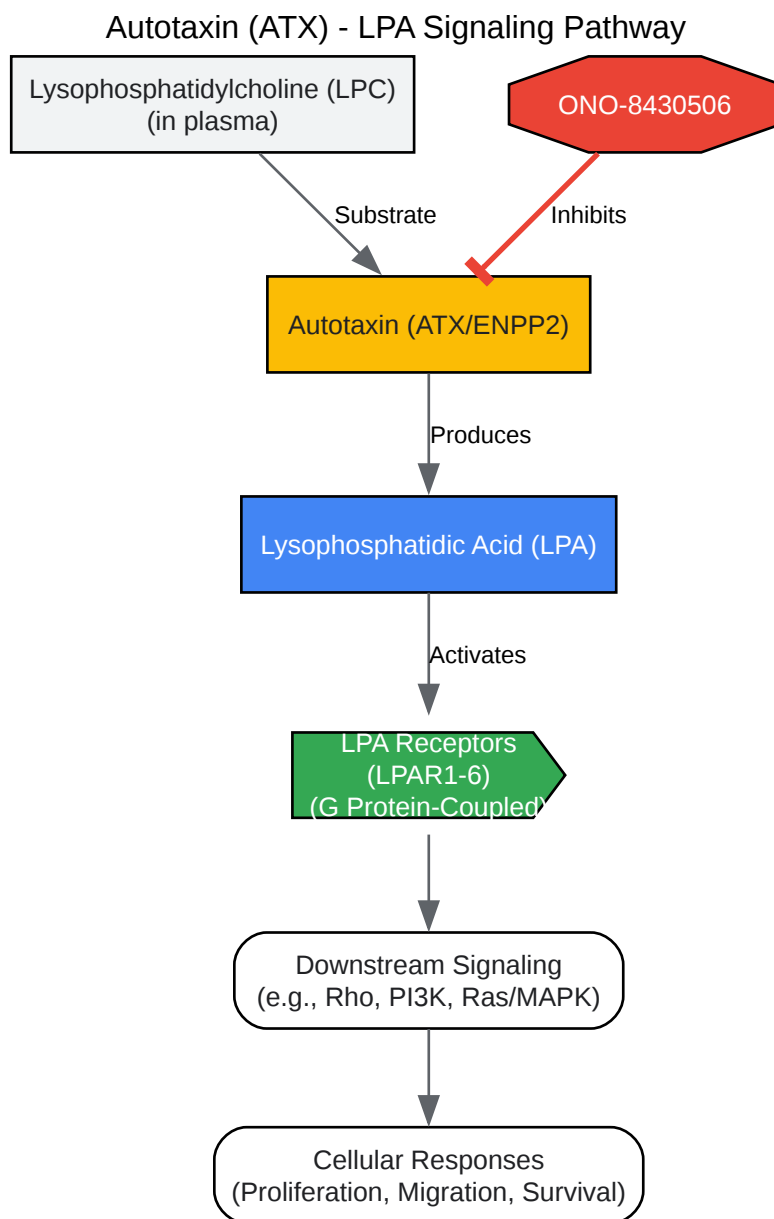 Autotaxin (ATX) - LPA Signaling Pathway
Lysophosphatidylcholine (LPC)
(in plasma)
ONO-8430506
Substrate
Inhibits
Autotaxin (ATX/ENPP2)
Produces
Lysophosphatidic Acid (LPA)
Activates
LPA Receptors
(LPAR1-6)
(G Protein-Coupled)
Downstream Signaling
(e.g., Rho, PI3K, Ras/MAPK)
Cellular Responses
(Proliferation, Migration, Survival)